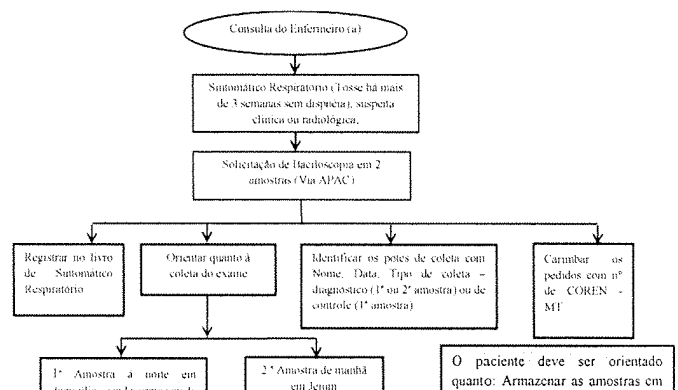 Consulta do Enfermeiro (a)
Sintomático Respiratório (Tosse há mais
de 3 semanas sem dispnéia), suspeita
clínica ou radiológica.
Solicitação de Baciloscopia em 2
amostras (Via APAC)
Registrar no livro
de Sintomático
Respiratório
Orientar quanto à
coleta do exame
Identificar os potes de coleta com
Nome, Data, Tipo de coleta –
diagnóstico (1ª ou 2ª amostra) ou de
controle (1ª amostra)
Carimbar os
pedidos com nº
de COREN -
MT
1ª Amostra à noite em
2ª Amostra de manhã
em Jejum
O paciente deve ser orientado
quanto: Armazenar as amostras em